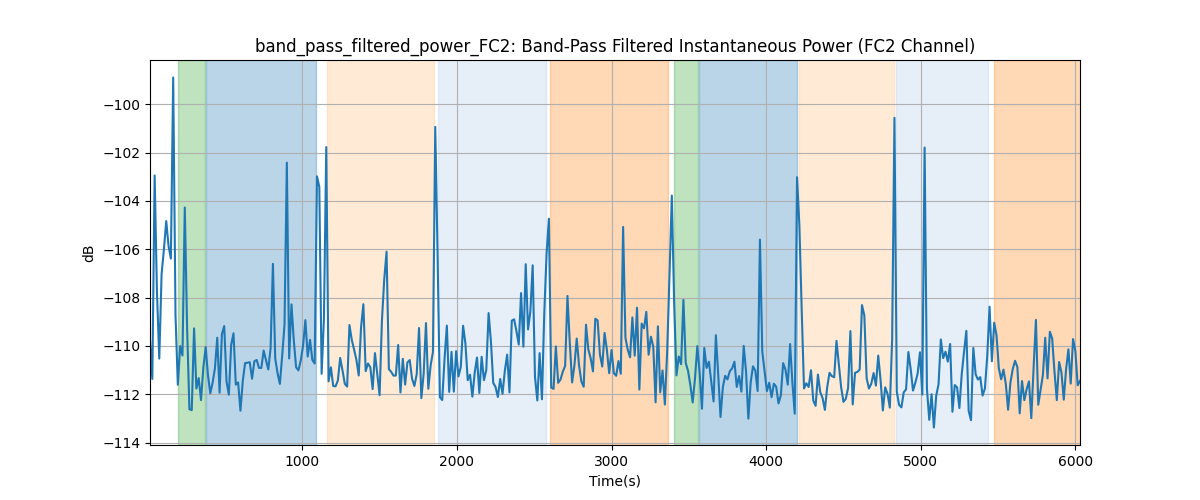 band_pass_filtered_power_FC2: Band-Pass Filtered Instantaneous Power (FC2 Channel)
−100
−102
−104
−106
−108
−110
−112
−114
dB
1000 2000 3000 4000 5000 6000
Time(s)